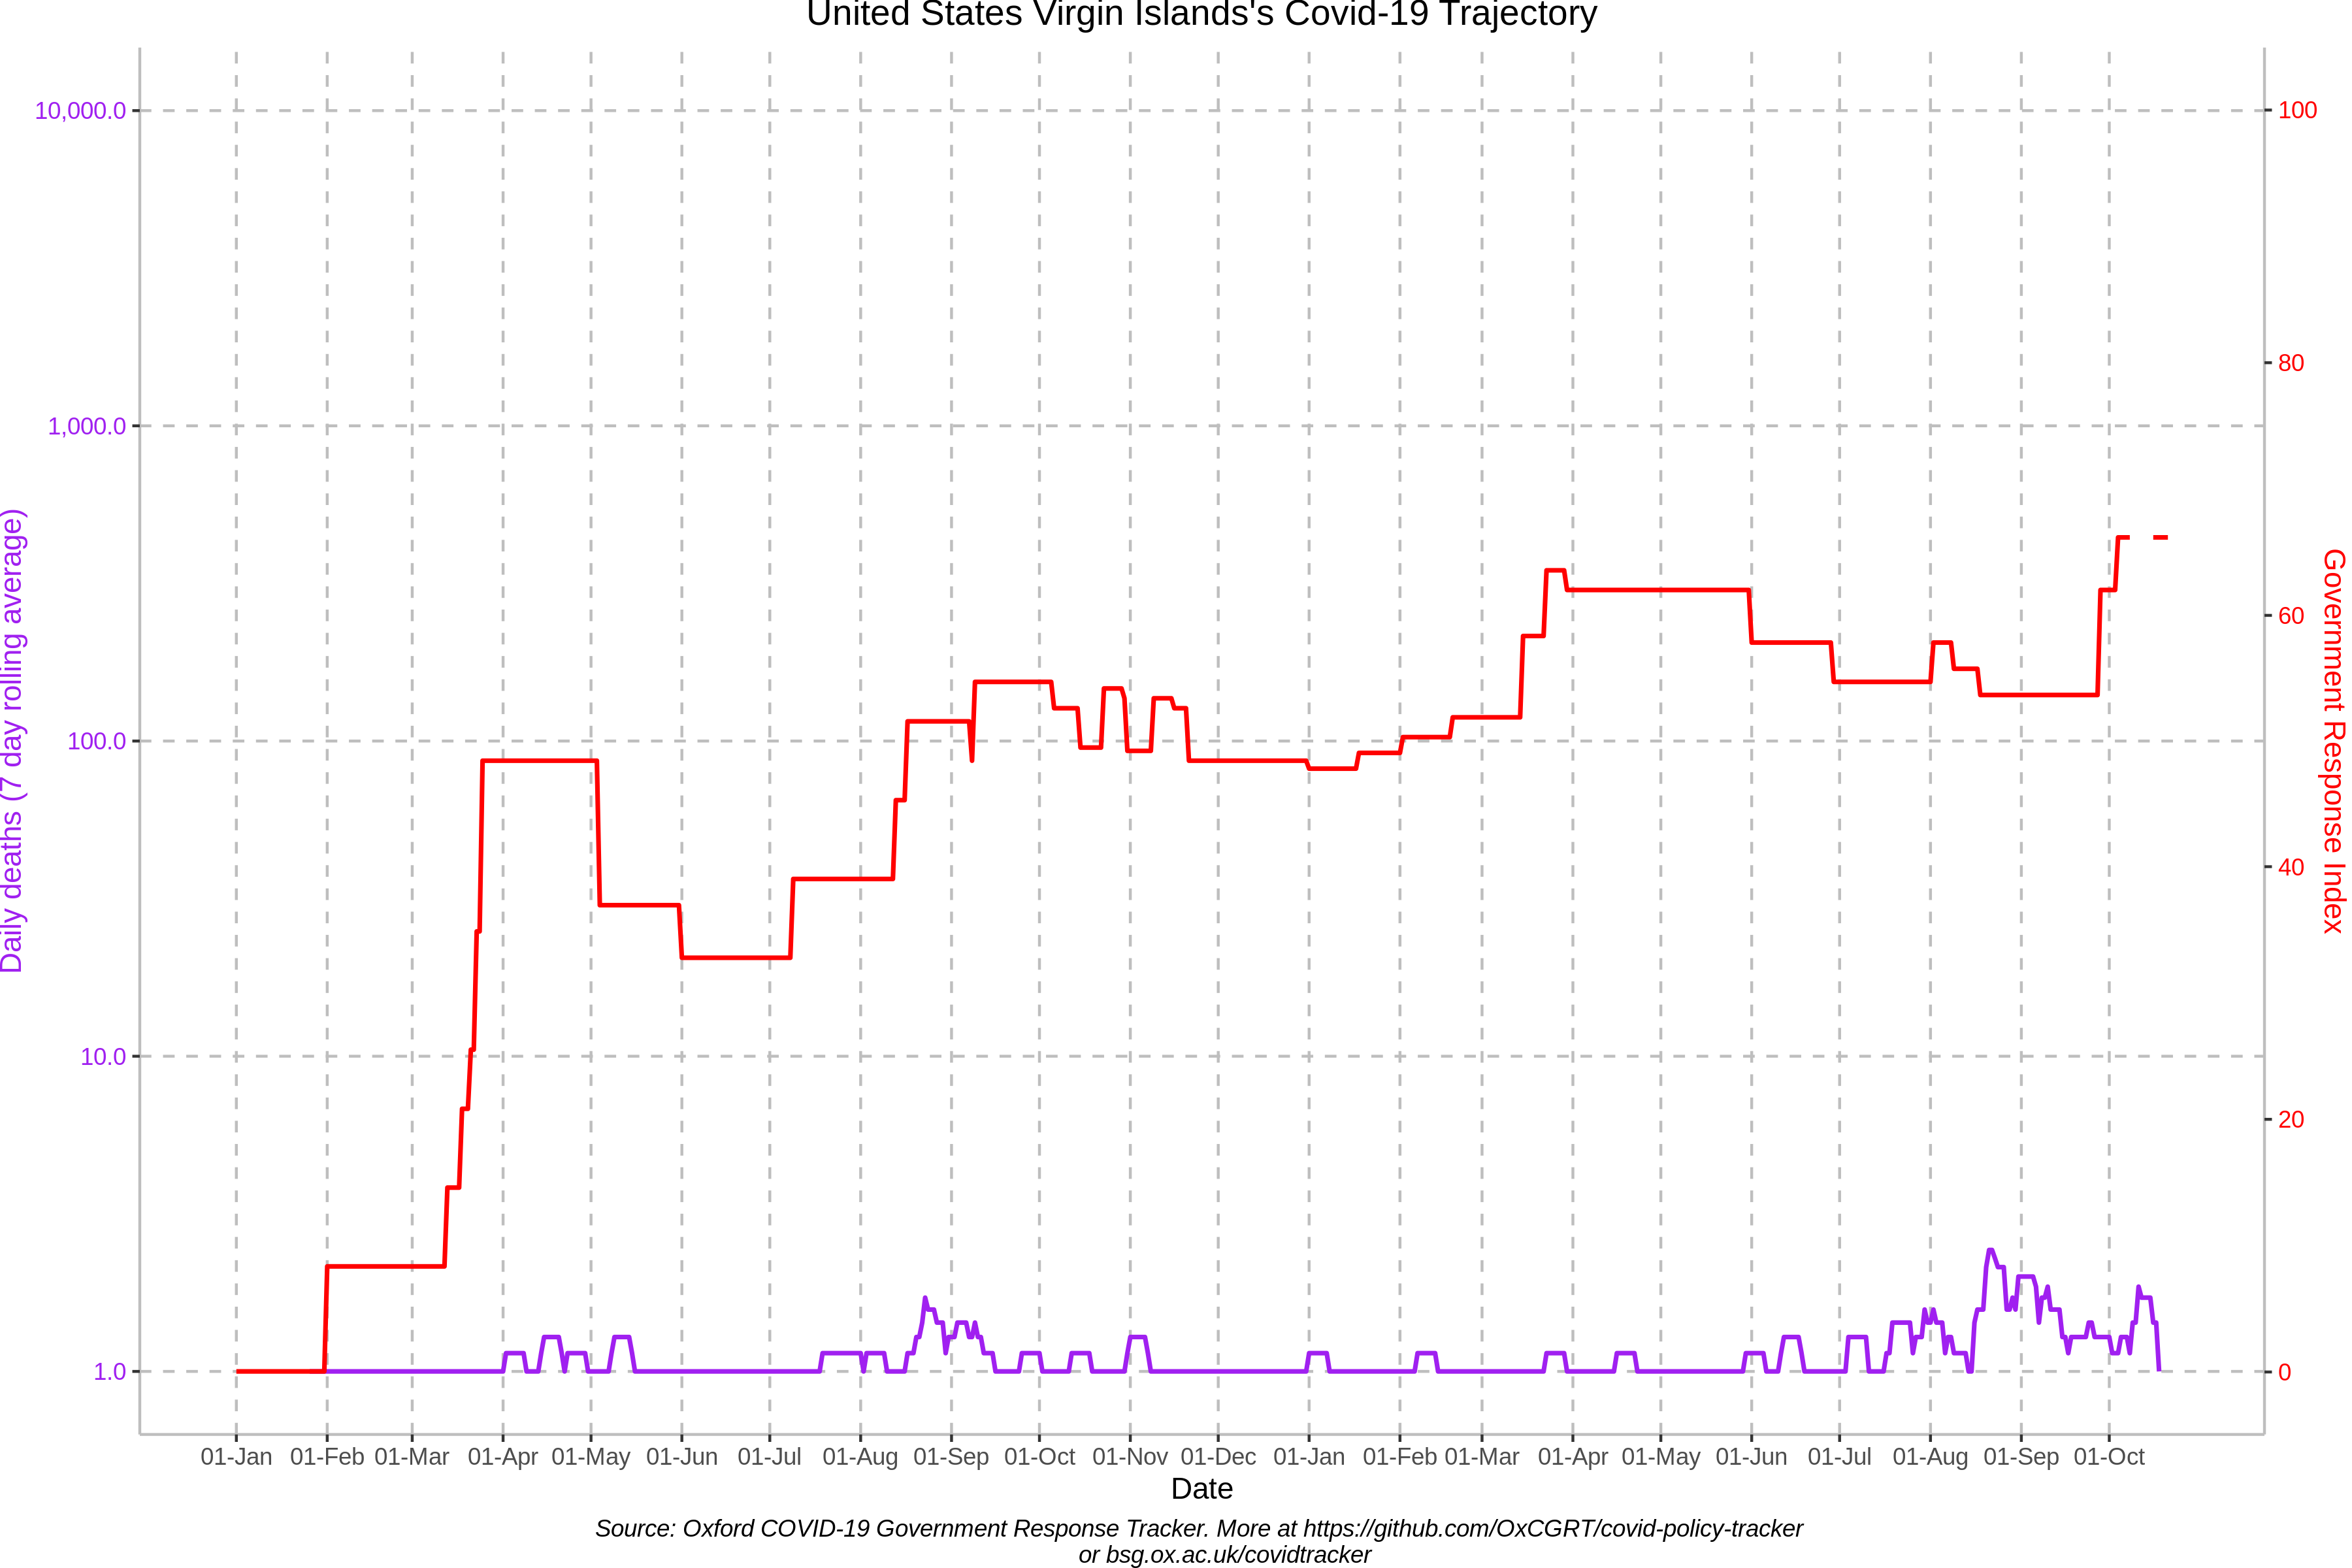 United States Virgin Islands's Covid-19 Trajectory
10,000.0
1,000.0
100.0
10.0
1.0
Daily deaths (7 day rolling average)
100
80
60
40
20
0
Government Response Index
01-Jan 01-Feb 01-Mar 01-Apr 01-May 01-Jun 01-Jul 01-Aug 01-Sep 01-Oct 01-Nov 01-Dec 01-Jan 01-Feb 01-Mar 01-Apr 01-May 01-Jun 01-Jul 01-Aug 01-Sep 01-Oct
Date
Source: Oxford COVID-19 Government Response Tracker. More at https://github.com/OxCGRT/covid-policy-tracker
or bsg.ox.ac.uk/covidtracker